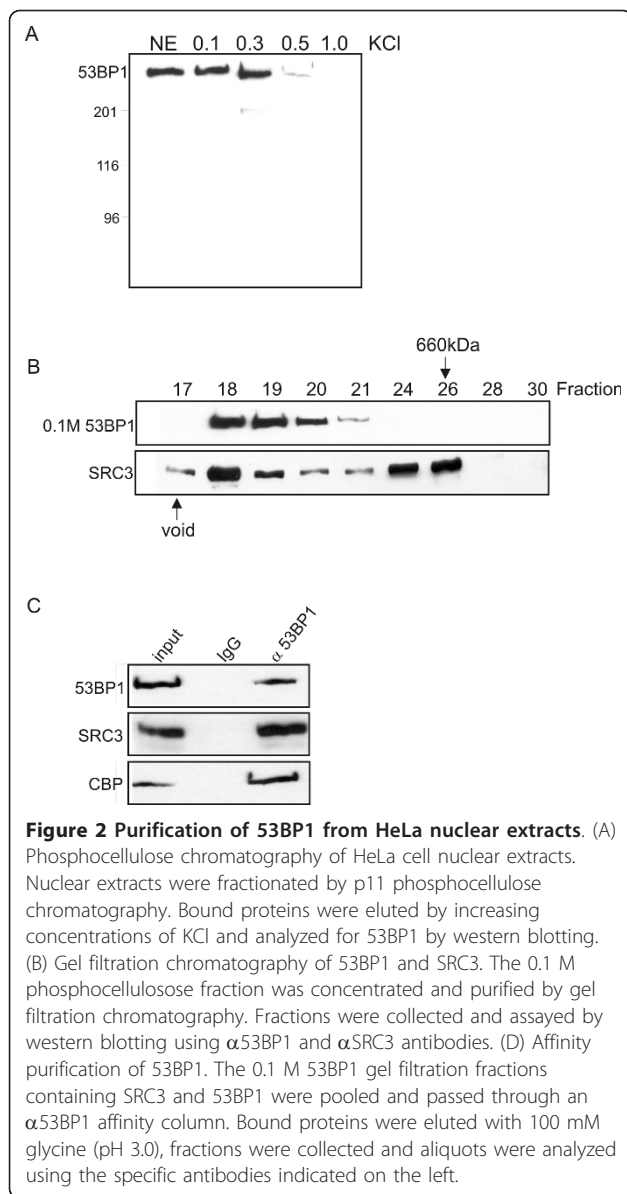 A
NE 0.1 0.3 0.5 1.0 KCl
53BP1
201
116
96
660kDa
B
17 18 19 20 21 24 26 28 30 Fraction
0.1M 53BP1
SRC3
void
C
input IgG α 53BP1
53BP1
SRC3
CBP
Figure 2 Purification of 53BP1 from HeLa nuclear extracts. (A)
Phosphocellulose chromatography of HeLa cell nuclear extracts.
Nuclear extracts were fractionated by p11 phosphocellulose
chromatography. Bound proteins were eluted by increasing
concentrations of KCl and analyzed for 53BP1 by western blotting.
(B) Gel filtration chromatography of 53BP1 and SRC3. The 0.1 M
phosphocellulosose fraction was concentrated and purified by gel
filtration chromatography. Fractions were collected and assayed by
western blotting using α53BP1 and αSRC3 antibodies. (D) Affinity
purification of 53BP1. The 0.1 M 53BP1 gel filtration fractions
containing SRC3 and 53BP1 were pooled and passed through an
α53BP1 affinity column. Bound proteins were eluted with 100 mM
glycine (pH 3.0), fractions were collected and aliquots were analyzed
using the specific antibodies indicated on the left.